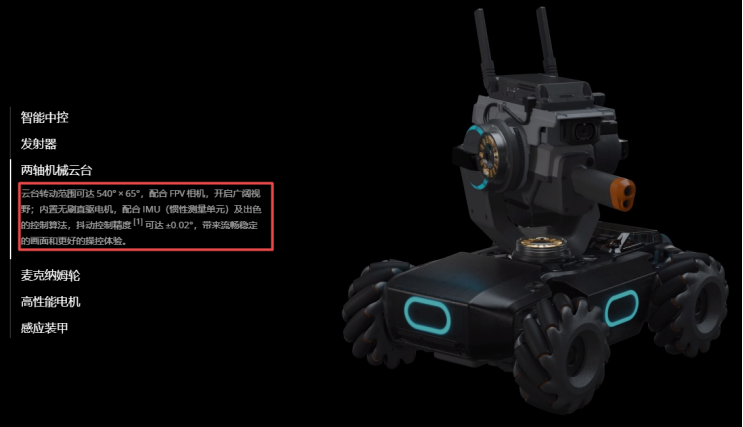 智能中控
发射器
两轴机械云台
云台转动范围可达 540° × 65°，配合 FPV 相机，开启广阔视
野；内置无刷直驱电机，配合 IMU（惯性测量单元）及出色
的控制算法，抖动控制精度 [1] 可达 ±0.02°，带来流畅稳定
的画面和更好的操控体验。
麦克纳姆轮
高性能电机
感应装甲